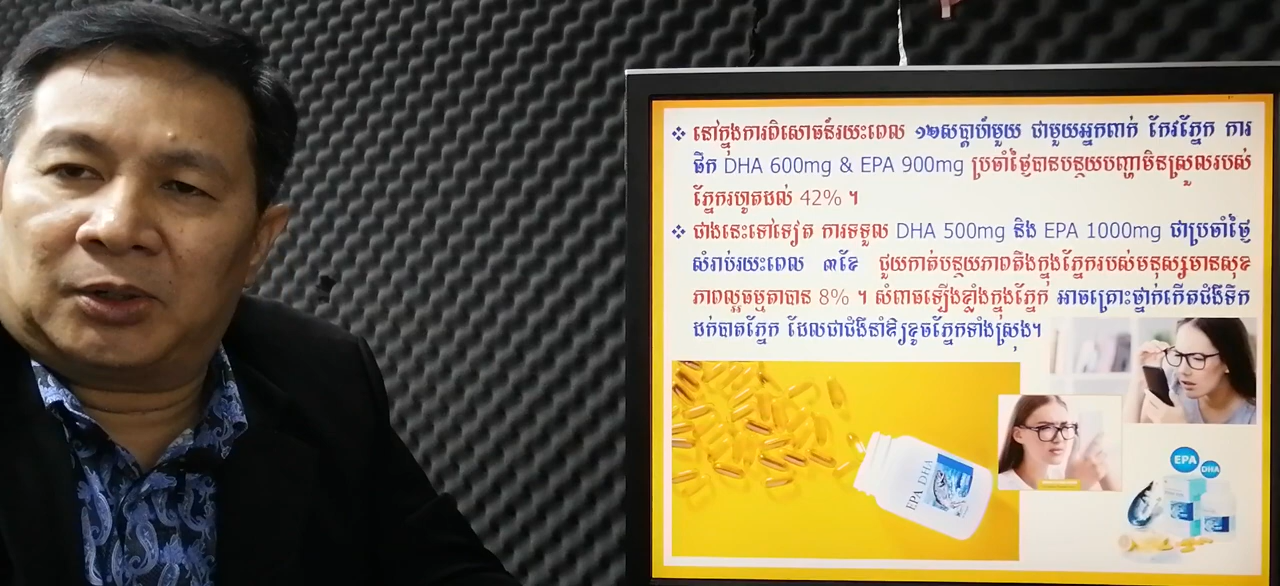 ❖ នៅក្នុងការពិសោធន៍រយៈពេល ១២សប្តាហ៍មួយ ជាមួយអ្នកពាក់ កែវភ្នែក ការ
ផឹក DHA 600mg & EPA 900mg ប្រចាំថ្ងៃបានបន្ថយបញ្ហាមិនស្រួលរបស់
ភ្នែករហូតដល់ 42% ។
❖ ជាងនេះទៅទៀត ការទទួល DHA 500mg និង EPA 1000mg ជាប្រចាំថ្ងៃ
សំរាប់រយៈពេល ៣ខែ ជួយកាត់បន្ថយភាពតឹងក្នុងភ្នែករបស់មនុស្សមានសុខ
ភាពល្អធម្មតាបាន 8% ។ សំពាធឡើងខ្លាំងក្នុងភ្នែក អាចគ្រោះថ្នាក់កើតជំងឺទឹក
ដក់បាតភ្នែក ដែលជាជំងឺនាំឱ្យខូចភ្នែកទាំងស្រុង។
EPA DHA
EPA
DHA